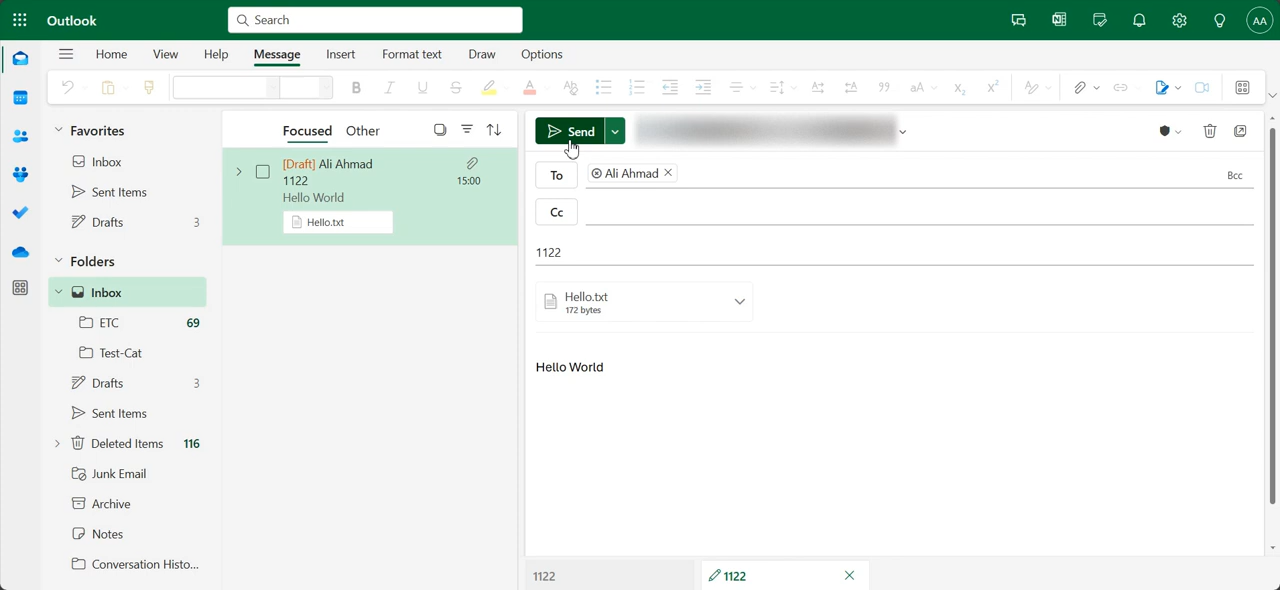 Outlook
Search
AA
Home View Help Message Insert Format text Draw Options
Favorites
Inbox
Sent Items
Drafts 3
Folders
Inbox
ETC 69
Test-Cat
Drafts 3
Sent Items
Deleted Items 116
Junk Email
Archive
Notes
Conversation Histo...
Focused Other
[Draft] Ali Ahmad
1122 15:00
Hello World
Hello.txt
Send
To Ali Ahmad Bcc
Cc
1122
Hello.txt
172 bytes
Hello World
1122 1122